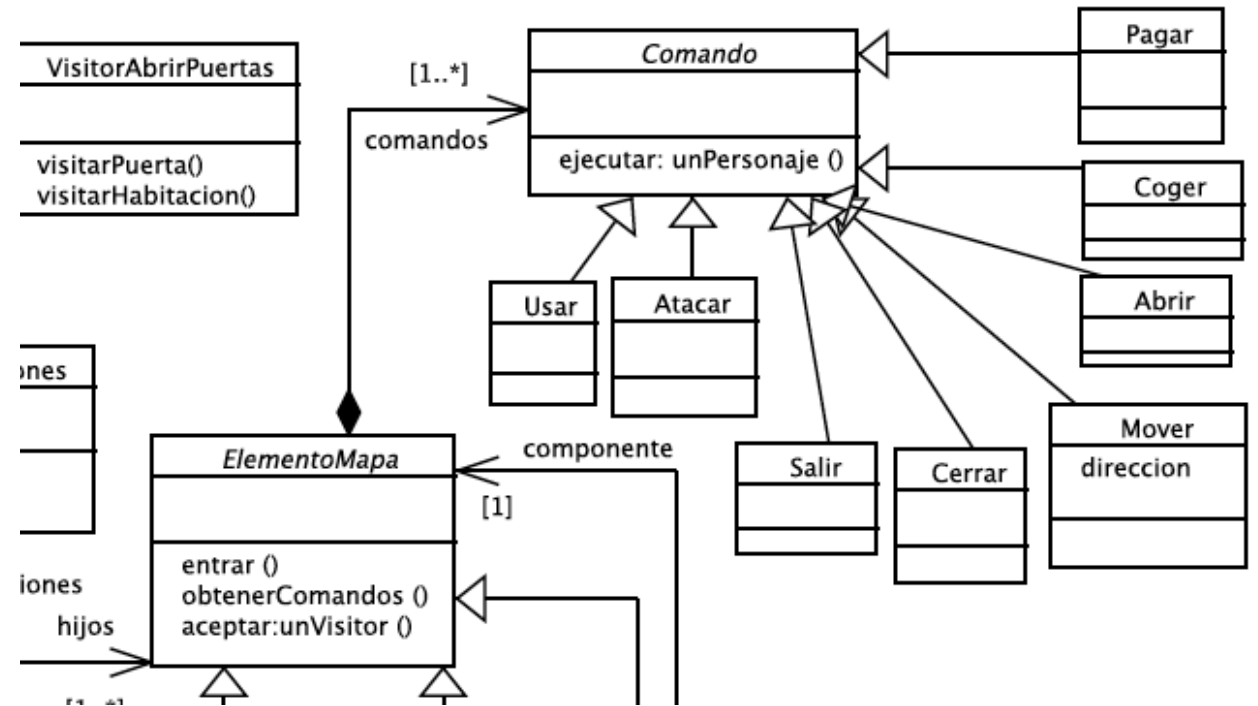 VisitorAbrirPuertas
visitarPuerta()
visitarHabitacion()
[1..*]
comandos
Comando
ejecutar: unPersonaje ()
Pagar
Coger
Abrir
Usar
Atacar
Mover
direccion
Salir
Cerrar
ones
ElementoMapa
entrar ()
obtenerComandos ()
aceptar:unVisitor ()
componente
[1]
iones
hijos
[1..*]